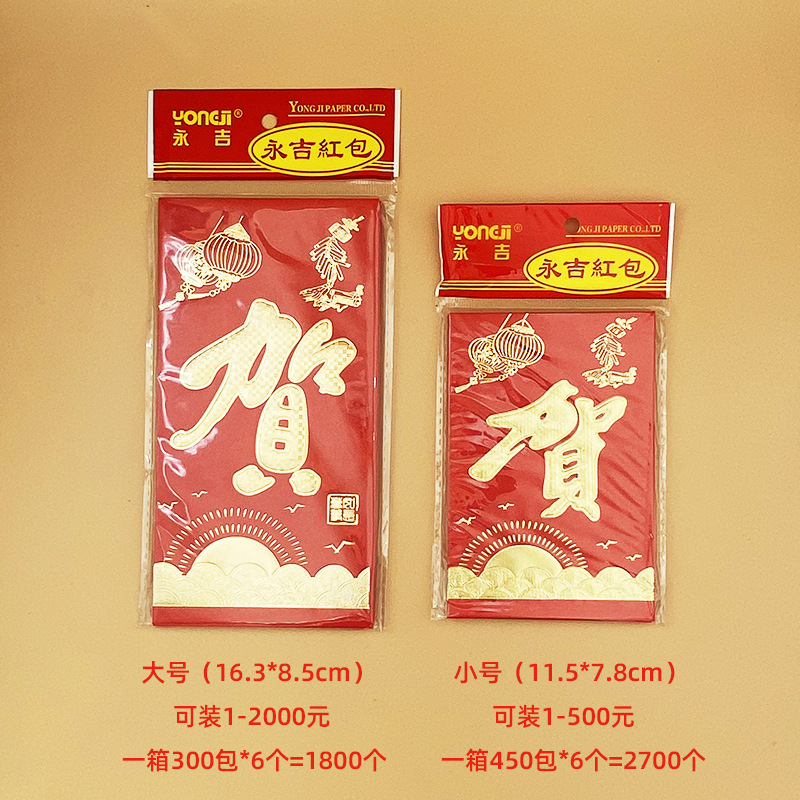 YONGJI®
永吉
YONG JI PAPER CO.,LTD
永吉紅包
賀
YONGJI
永吉
YONG JI PAPER CO.,LTD
永吉紅包
賀
大号（16.3*8.5cm）
可装1-2000元
一箱300包*6个=1800个
小号（11.5*7.8cm）
可装1-500元
一箱450包*6个=2700个